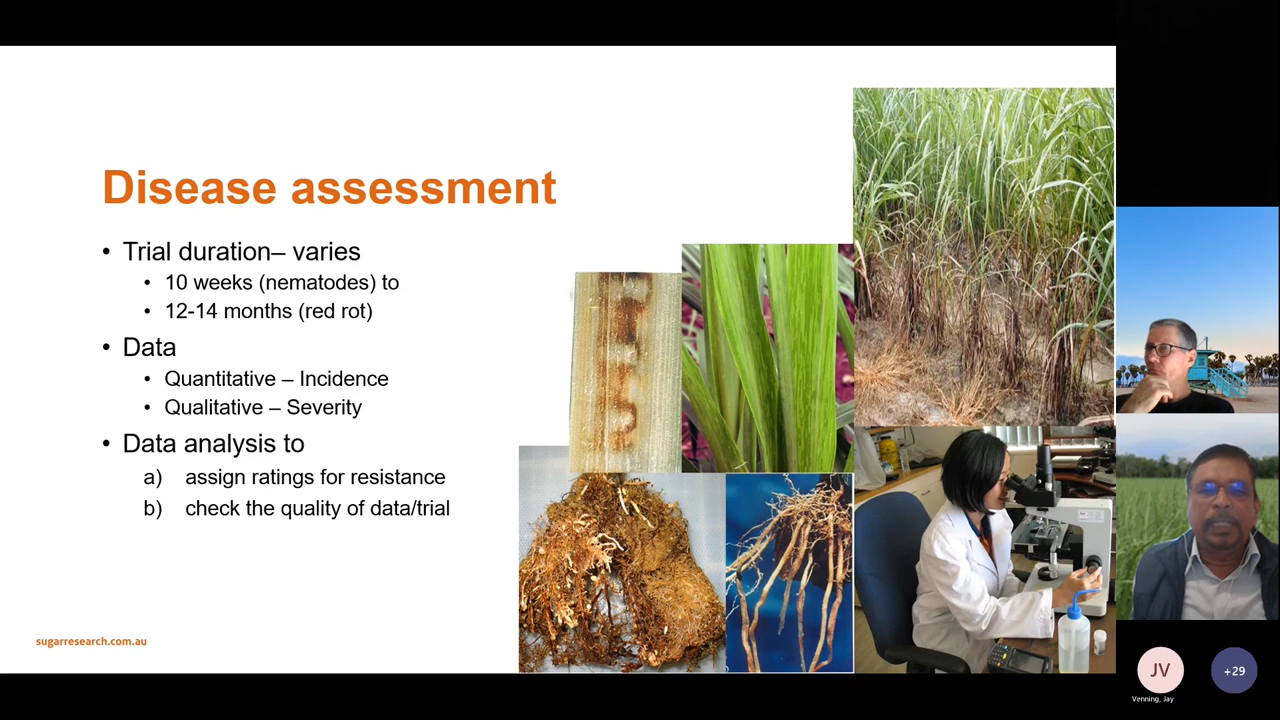 Disease assessment
• Trial duration– varies
• 10 weeks (nematodes) to
• 12-14 months (red rot)
• Data
• Quantitative – Incidence
• Qualitative – Severity
• Data analysis to
a) assign ratings for resistance
b) check the quality of data/trial
sugarresearch.com.au
JV
+29
Venning, Jay